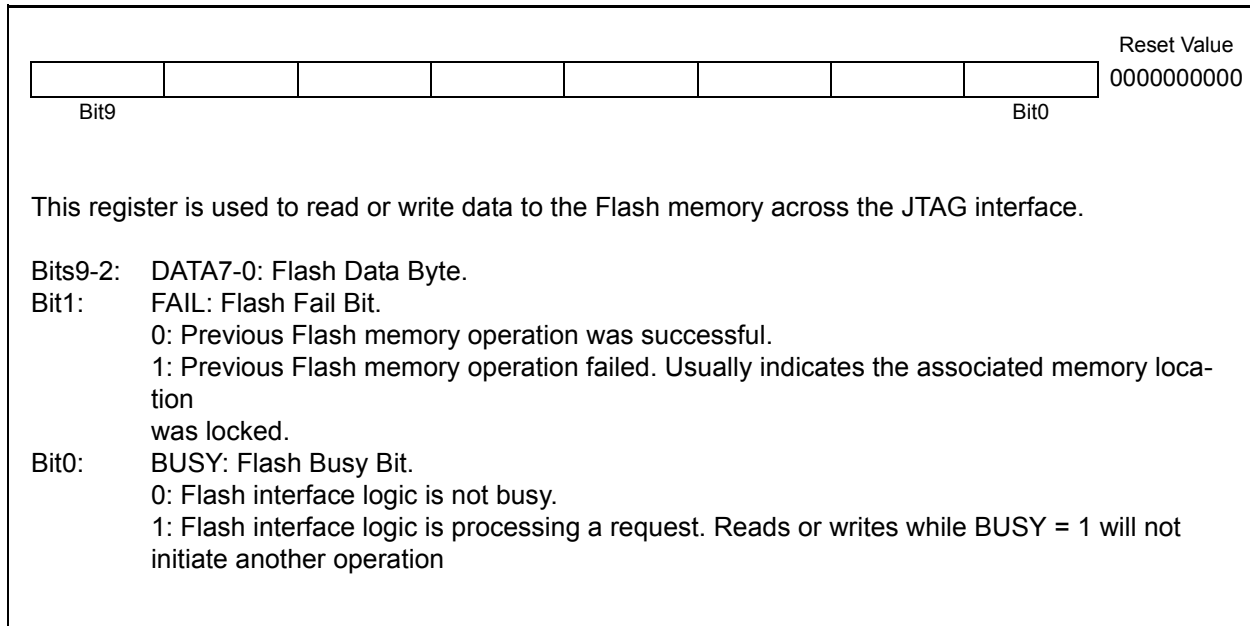 Reset Value
0000000000
Bit9 Bit0
This register is used to read or write data to the Flash memory across the JTAG interface.
Bits9-2: DATA7-0: Flash Data Byte.
Bit1: FAIL: Flash Fail Bit.
0: Previous Flash memory operation was successful.
1: Previous Flash memory operation failed. Usually indicates the associated memory loca-
tion
was locked.
Bit0: BUSY: Flash Busy Bit.
0: Flash interface logic is not busy.
1: Flash interface logic is processing a request. Reads or writes while BUSY = 1 will not
initiate another operation